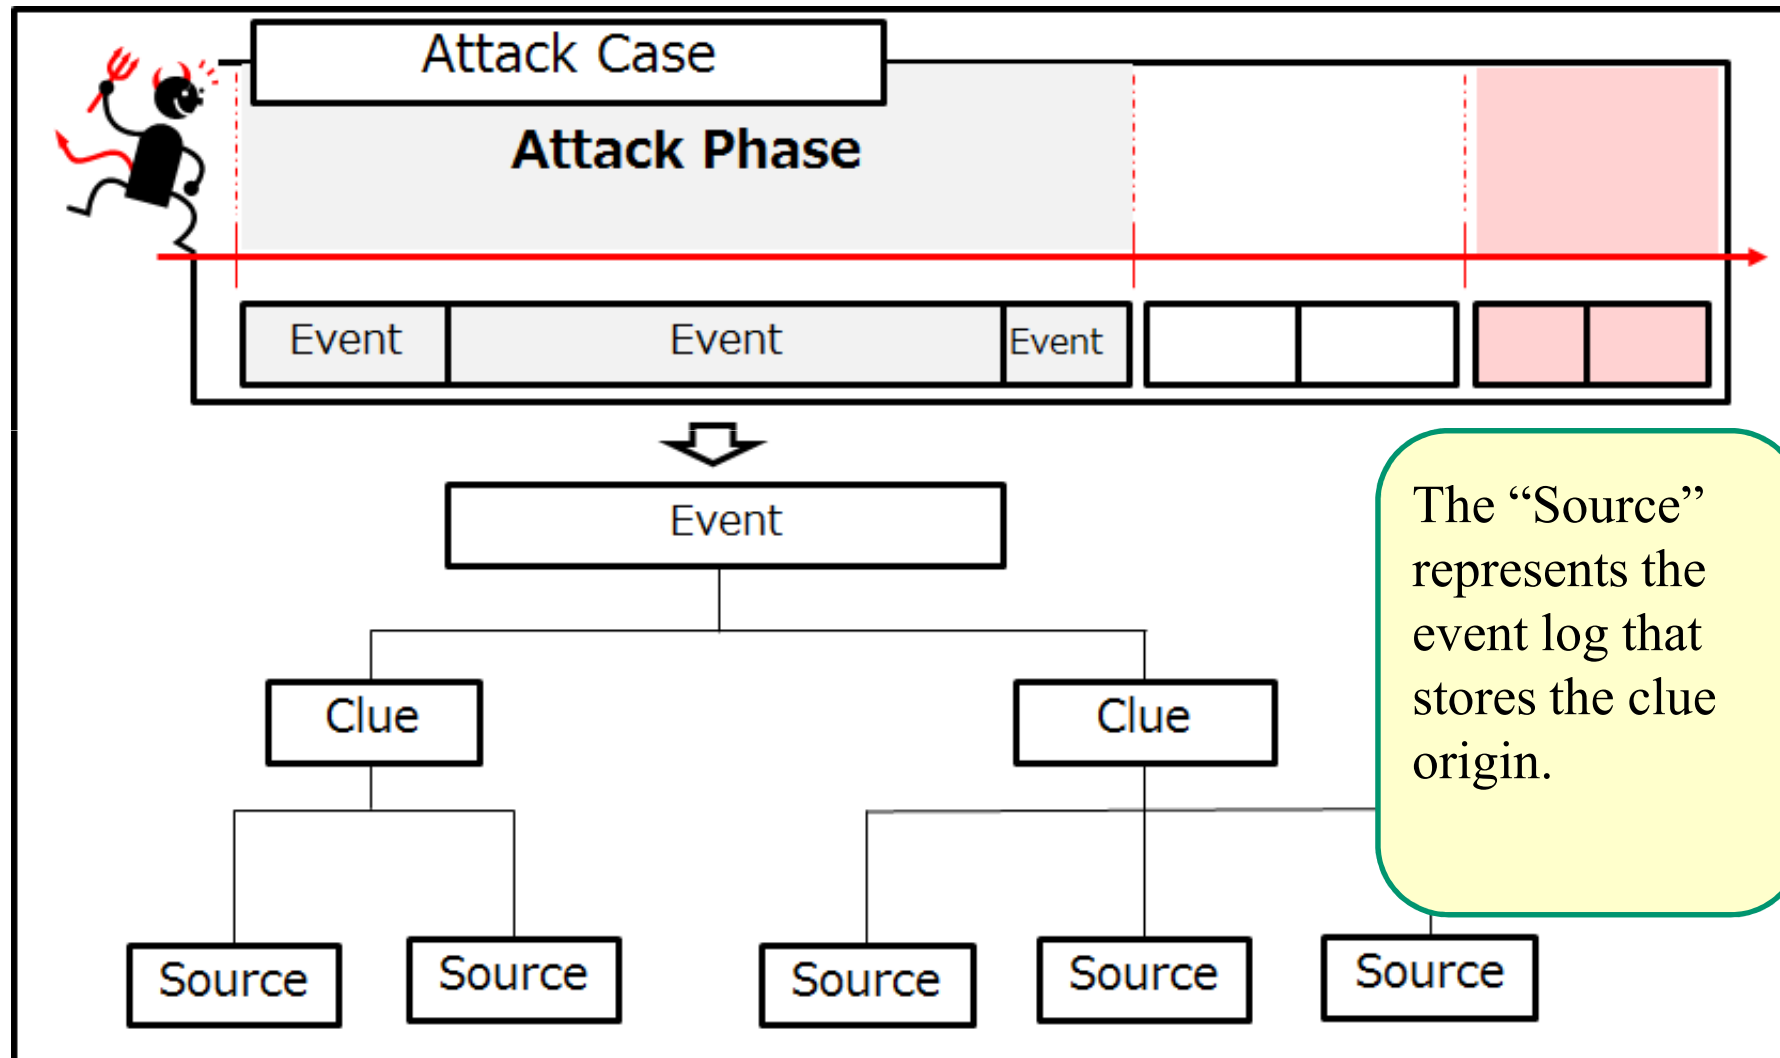 Attack Case
Attack Phase
Event
Event
Event
Event
The “Source”
represents the
event log that
stores the clue
origin.
Clue
Clue
Source
Source
Source
Source
Source